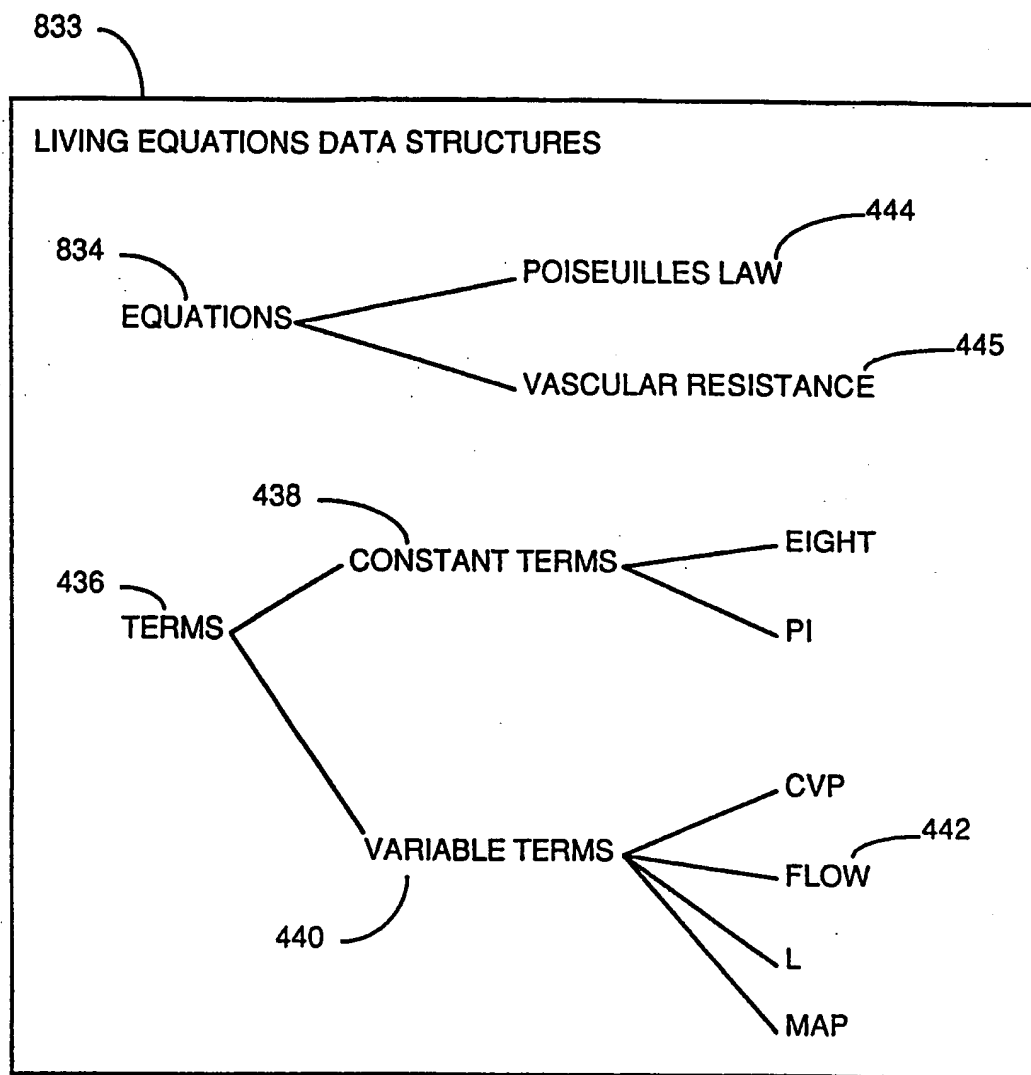 833
LIVING EQUATIONS DATA STRUCTURES
444
834
POISEUILLES LAW
EQUATIONS
445
VASCULAR RESISTANCE
438
EIGHT
CONSTANT TERMS
436
TERMS
PI
CVP
442
VARIABLE TERMS
FLOW
440
L
MAP